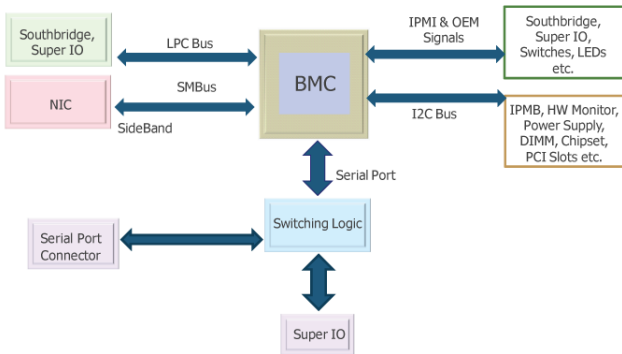 IPMI & OEM
Signals
Southbridge,
Super IO
LPC Bus
Southbridge,
Super IO,
Switches, LEDs
etc.
BMC
NIC
SMBus
SideBand
I2C Bus
IPMB, HW Monitor,
Power Supply,
DIMM, Chipset,
PCI Slots etc.
Serial Port
Switching Logic
Serial Port
Connector
Super IO